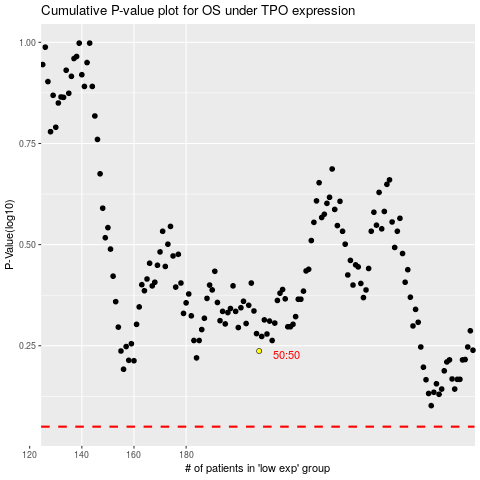 Cumulative P-value plot for OS under TPO expression
P-Value(log10)
1.00
0.75
0.50
0.25
50:50
120 140 160 180
# of patients in 'low exp' group